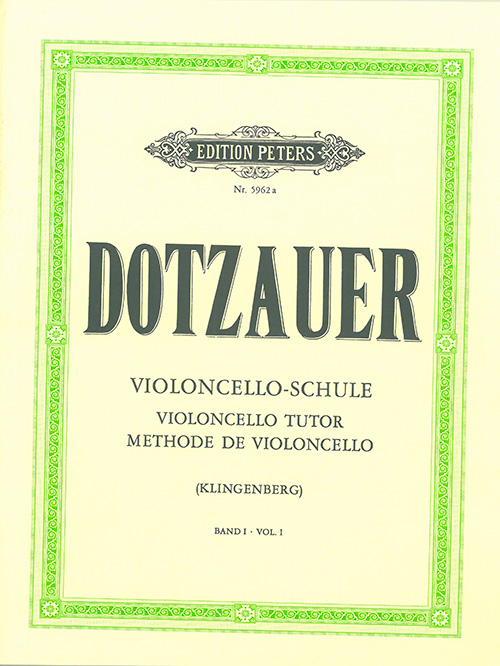 EDITION PETERS
Nr. 5962a
DOTZAUER
VIOLONCELLO-SCHULE
VIOLONCELLO TUTOR
METHODE DE VIOLONCELLO
(KLINGENBERG)
BAND I · VOL. I